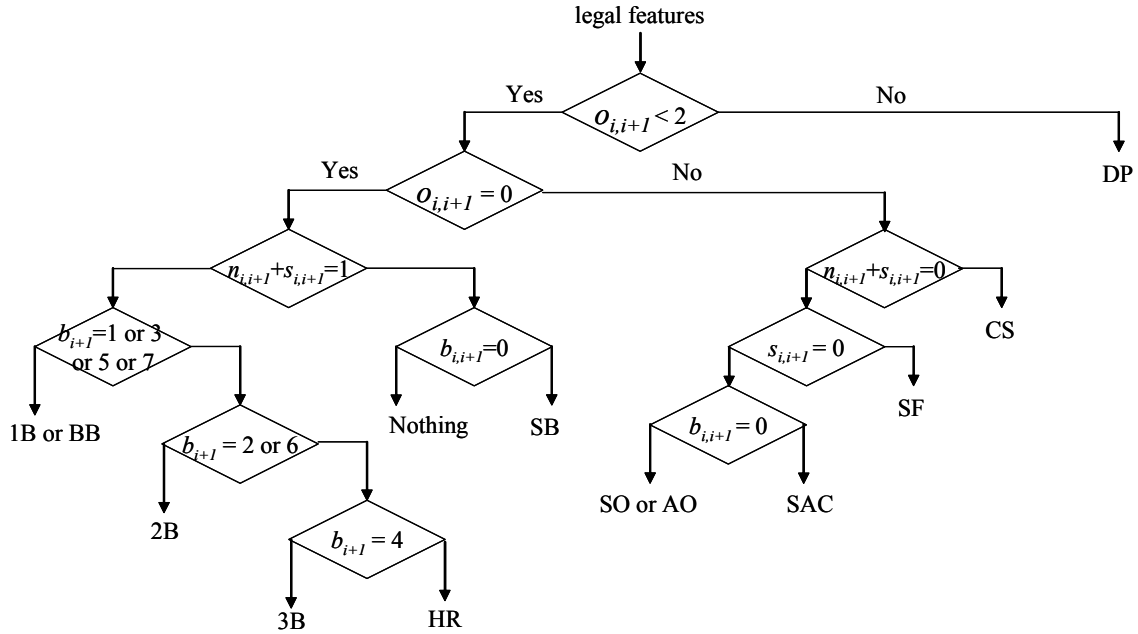 legal features
Yes
No
o_{i,i+1} < 2
DP
Yes
No
o_{i,i+1} = 0
n_{i,i+1}+s_{i,i+1}=1
n_{i,i+1}+s_{i,i+1}=0
CS
b_{i+1}=1 or 3
or 5 or 7
b_{i,i+1}=0
s_{i,i+1} = 0
1B or BB
Nothing
SB
SF
b_{i+1} = 2 or 6
b_{i,i+1} = 0
2B
SO or AO
SAC
b_{i+1} = 4
3B
HR